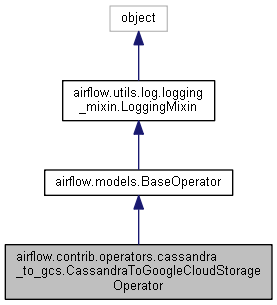 object
airflow.utils.log.logging
_mixin.LoggingMixin
airflow.models.BaseOperator
airflow.contrib.operators.cassandra
_to_gcs.CassandraToGoogleCloudStorage
Operator